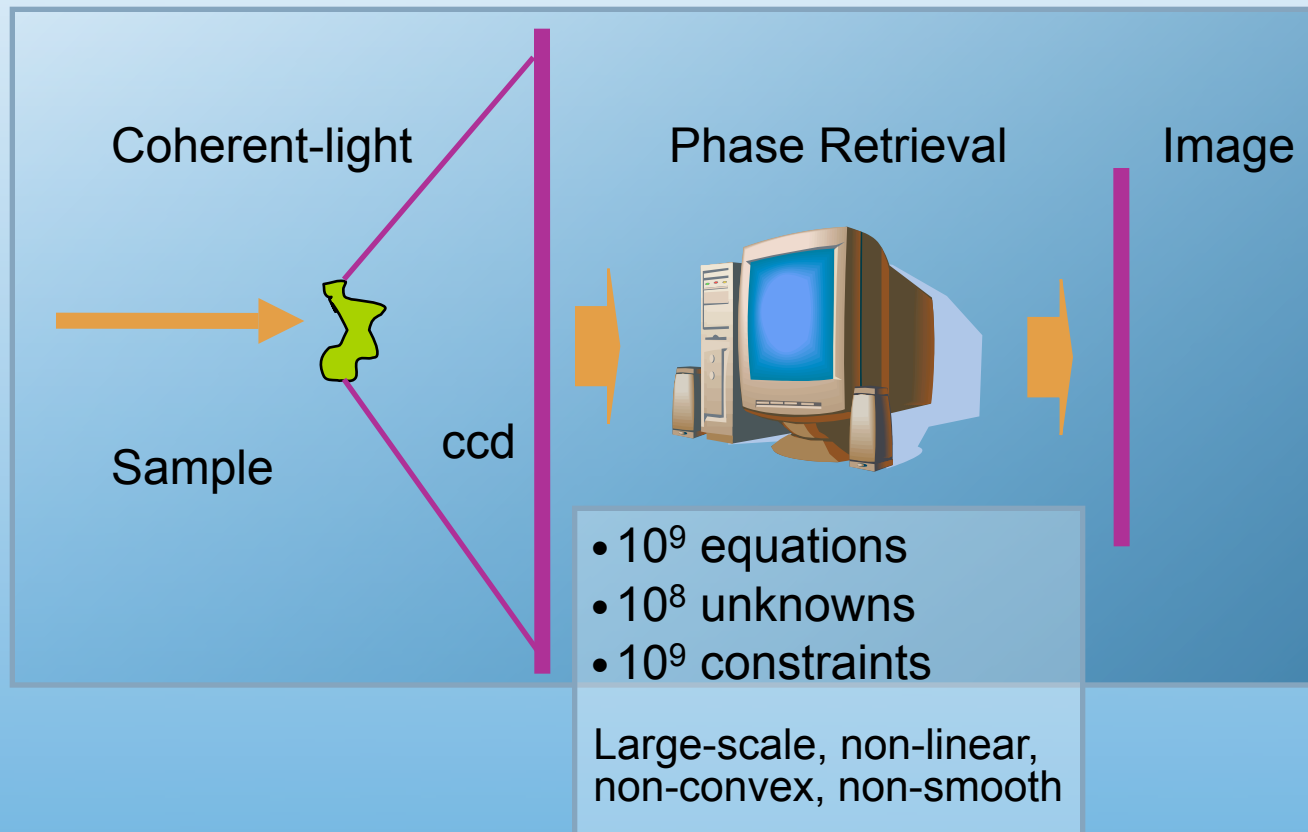 Coherent-light
Phase Retrieval
Image
Sample
ccd
• 10⁹ equations
• 10⁸ unknowns
• 10⁹ constraints
Large-scale, non-linear,
non-convex, non-smooth